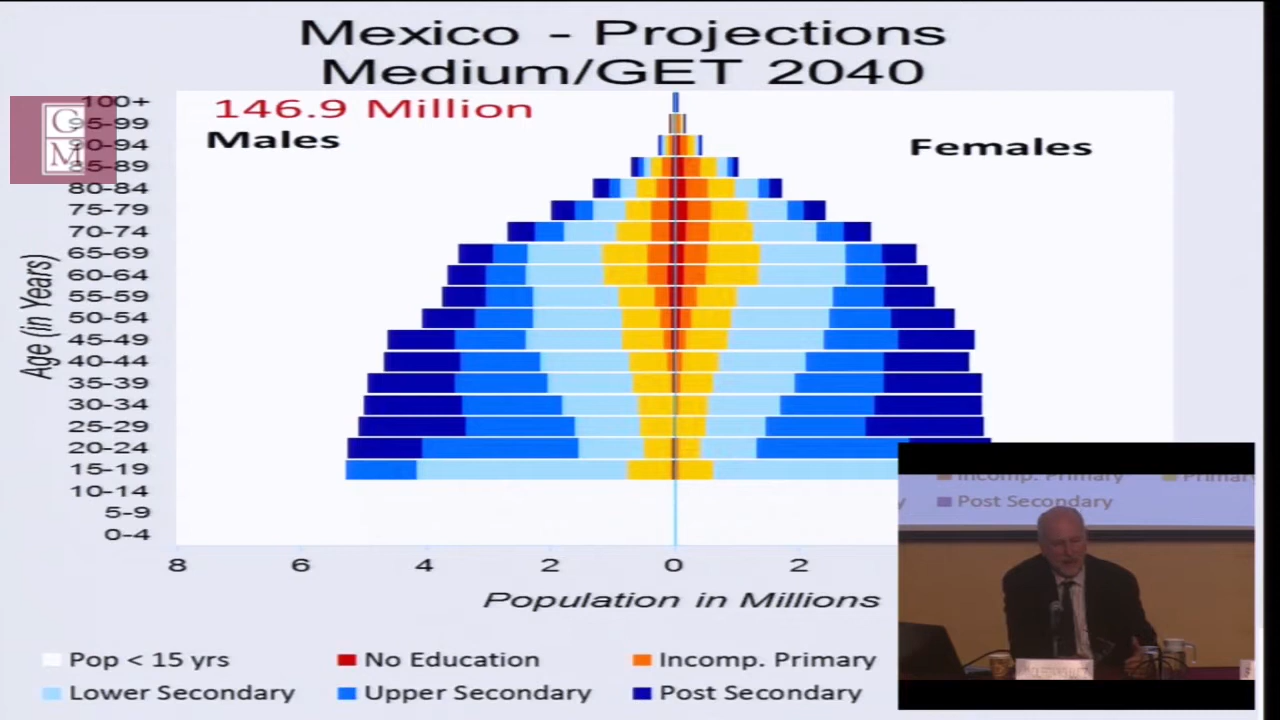 Mexico - Projections
Medium/GET 2040
146.9 Million
Males
Females
G
M
Age (in Years)
100+
95-99
90-94
85-89
80-84
75-79
70-74
65-69
60-64
55-59
50-54
45-49
40-44
35-39
30-34
25-29
20-24
15-19
10-14
5-9
0-4
8 6 4 2 0 2
Population in Millions
Pop < 15 yrs No Education Incomp. Primary
Lower Secondary Upper Secondary Post Secondary
Incomp. Primary Primary
Post Secondary